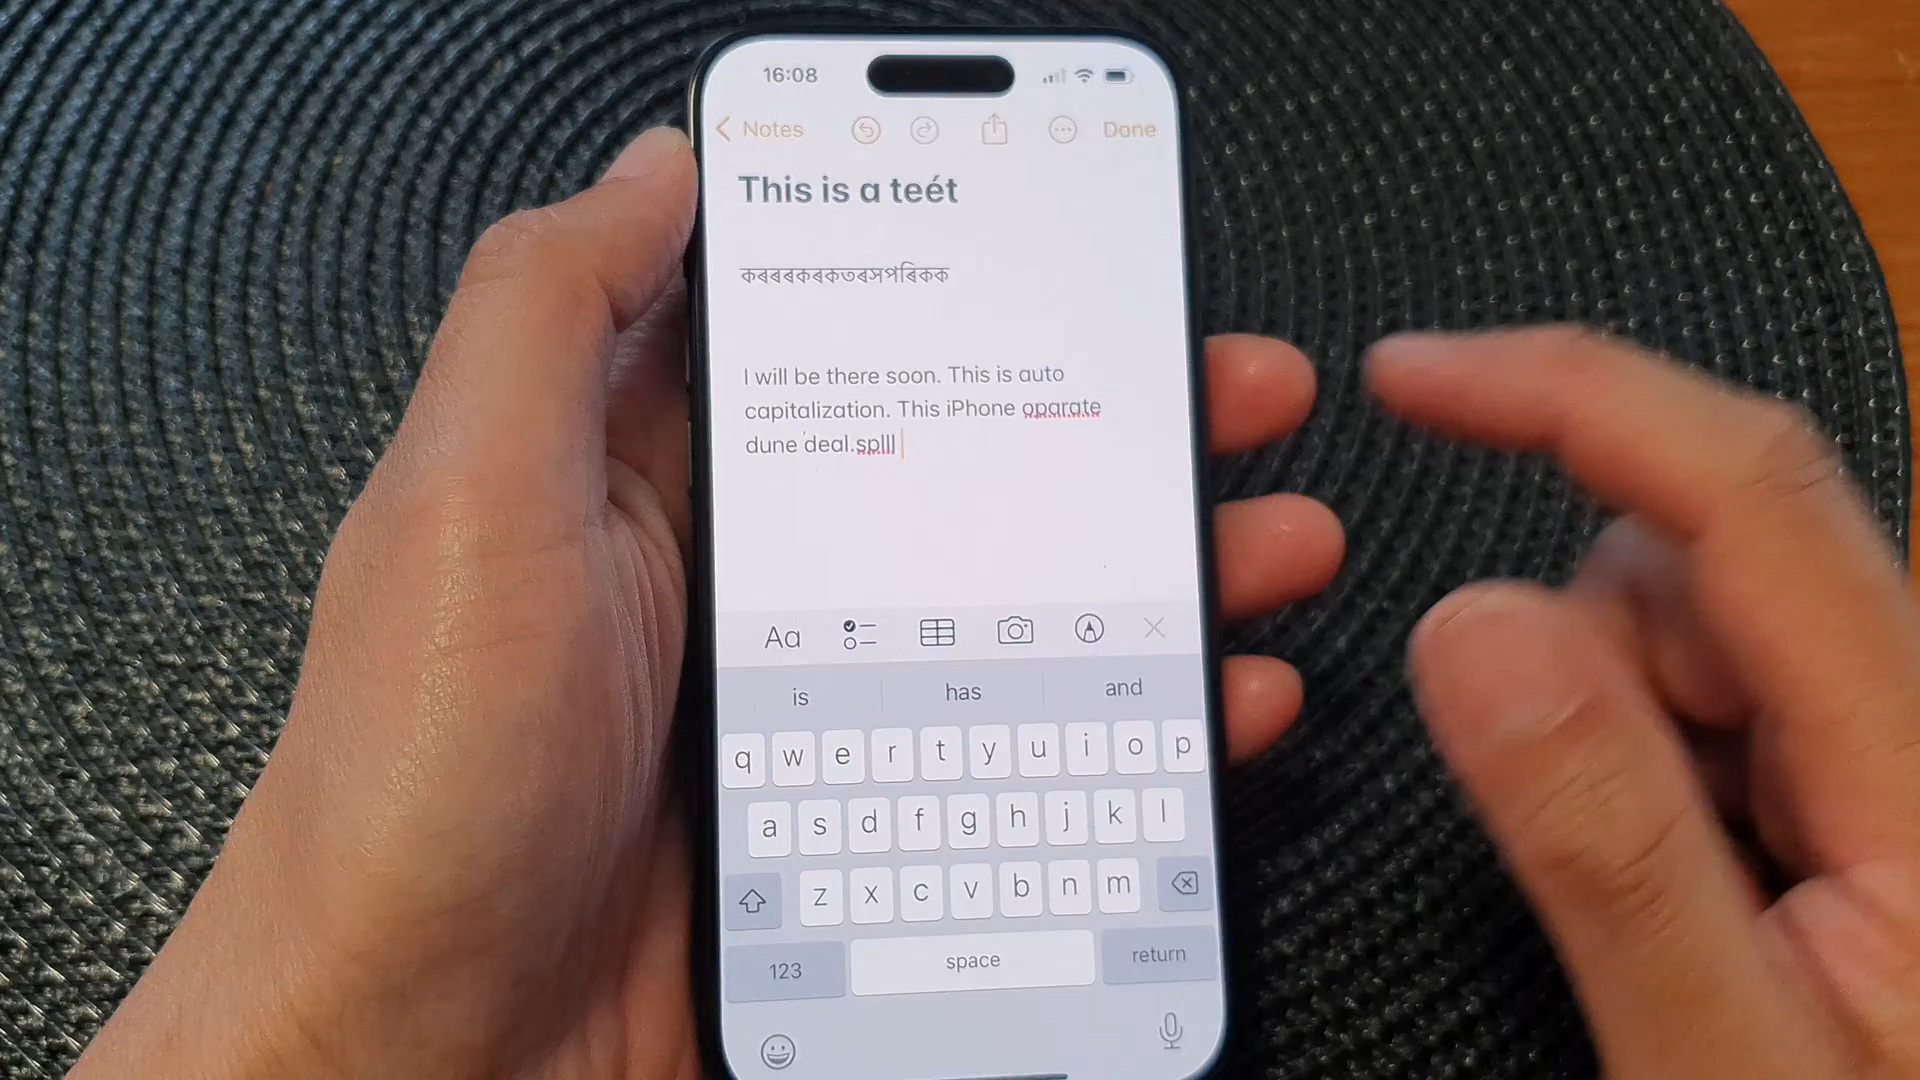 16:08
Notes
Done
This is a teét
কৰৰৰকৰকতৰসপৰিকক
I will be there soon. This is auto
capitalization. This iPhone oparate
dune deal.splll
Aa
is has and
q w e r t y u i o p
a s d f g h j k l
z x c v b n m
123 space return